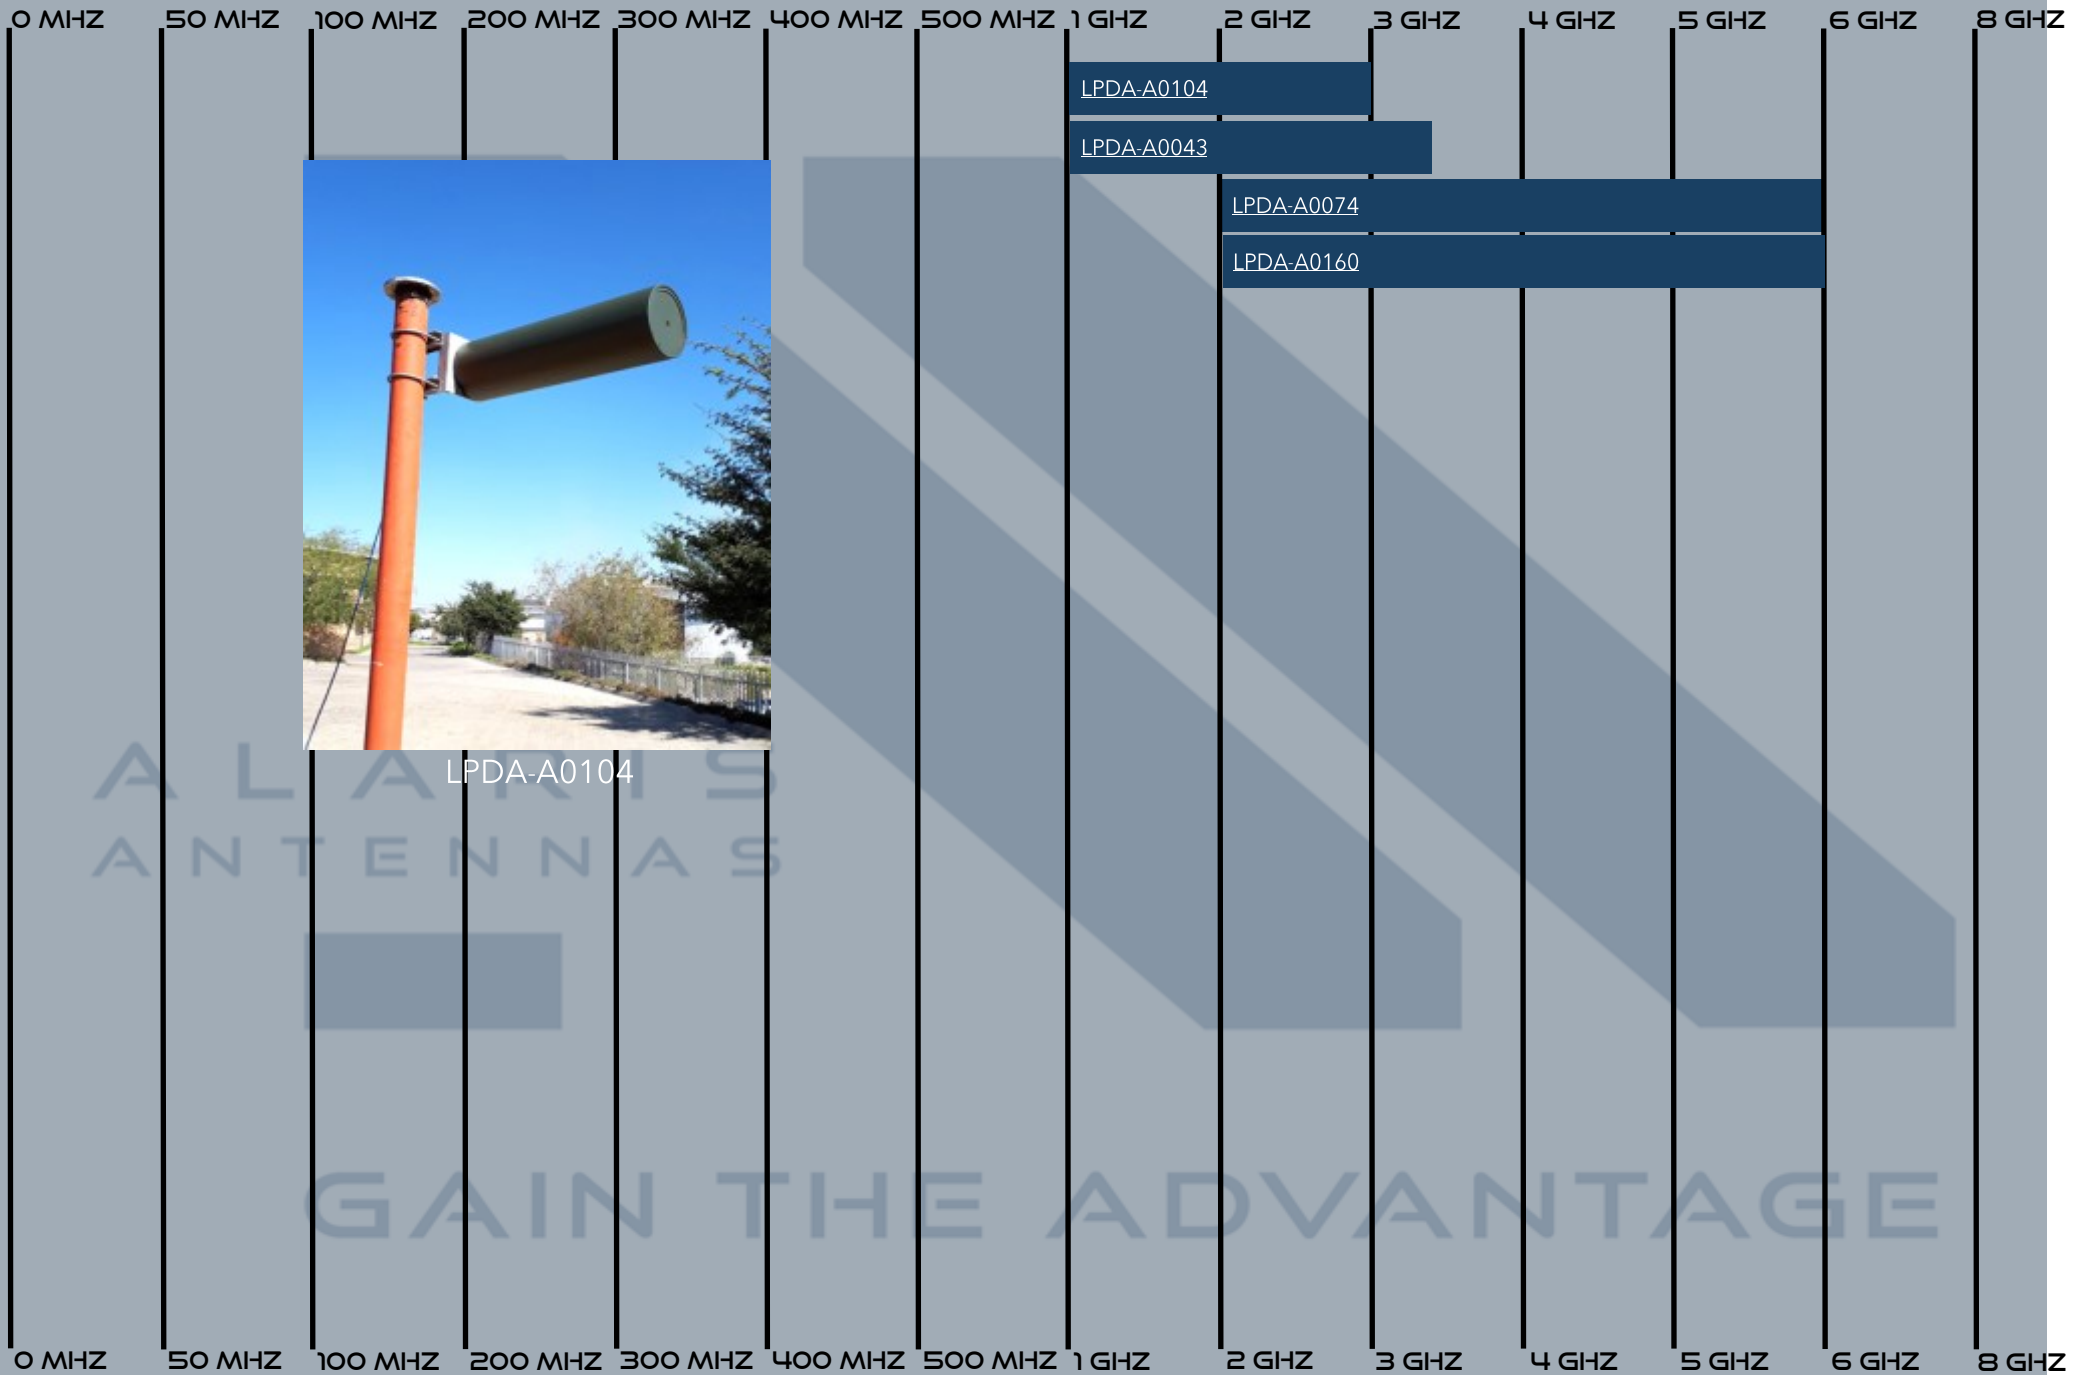 0 MHZ 50 MHZ 100 MHZ 200 MHZ 300 MHZ 400 MHZ 500 MHZ 1 GHZ 2 GHZ 3 GHZ 4 GHZ 5 GHZ 6 GHZ 8 GHZ
LPDA-A0104
LPDA-A0043
LPDA-A0074
LPDA-A0160
LPDA-A0104
ALARIS
ANTENNAS
GAIN THE ADVANTAGE
0 MHZ 50 MHZ 100 MHZ 200 MHZ 300 MHZ 400 MHZ 500 MHZ 1 GHZ 2 GHZ 3 GHZ 4 GHZ 5 GHZ 6 GHZ 8 GHZ